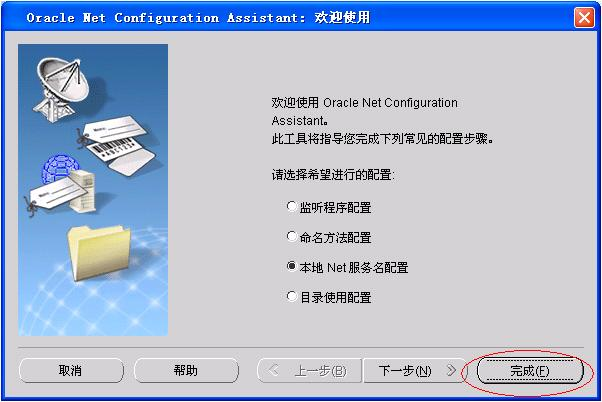 Oracle Net Configuration Assistant: 欢迎使用
欢迎使用 Oracle Net Configuration
Assistant。
此工具将指导您完成下列常见的配置步骤。
请选择希望进行的配置:
监听程序配置
命名方法配置
本地 Net 服务名配置
目录使用配置
取消
帮助
上一步(B)
下一步(N)
完成(F)